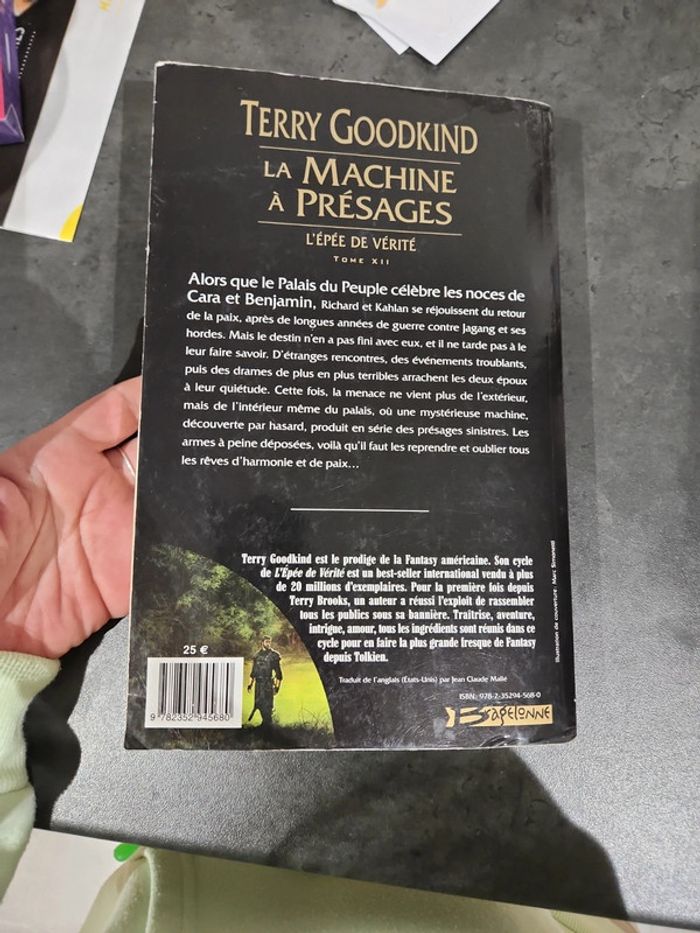 TERRY GOODKIND
LA MACHINE
À PRÉSAGES
L'ÉPÉE DE VÉRITÉ
TOME XII
Alors que le Palais du Peuple célèbre les noces de
Cara et Benjamin, Richard et Kahlan se réjouissent du retour
de la paix, après de longues années de guerre contre Jagang et ses
hordes. Mais le destin n'en a pas fini avec eux, et il ne tarde pas à le
leur faire savoir. D'étranges rencontres, des événements troublants,
puis des drames de plus en plus terribles arrachent les deux époux
à leur quiétude. Cette fois, la menace ne vient plus de l'extérieur,
mais de l'intérieur même du palais, où une mystérieuse machine,
découverte par hasard, produit en série des présages sinistres. Les
armes à peine déposées, voilà qu'il faut les reprendre et oublier tous
les rêves d'harmonie et de paix...
Terry Goodkind est le prodige de la Fantasy américaine. Son cycle
de L'Épée de Vérité est un best-seller international vendu à plus
de 20 millions d'exemplaires. Pour la première fois depuis
Terry Brooks, un auteur a réussi l'exploit de rassembler
tous les publics sous sa bannière. Traîtrise, aventure,
intrigue, amour, tous les ingrédients sont réunis dans ce
cycle pour en faire la plus grande fresque de Fantasy
depuis Tolkien.
Traduit de l'anglais (États-Unis) par Jean Claude Mallé
ISBN: 978-2-35294-568-0
BRAGELONNE
25 €
9 782352 945680
Illustration de couverture : Marc Simonetti